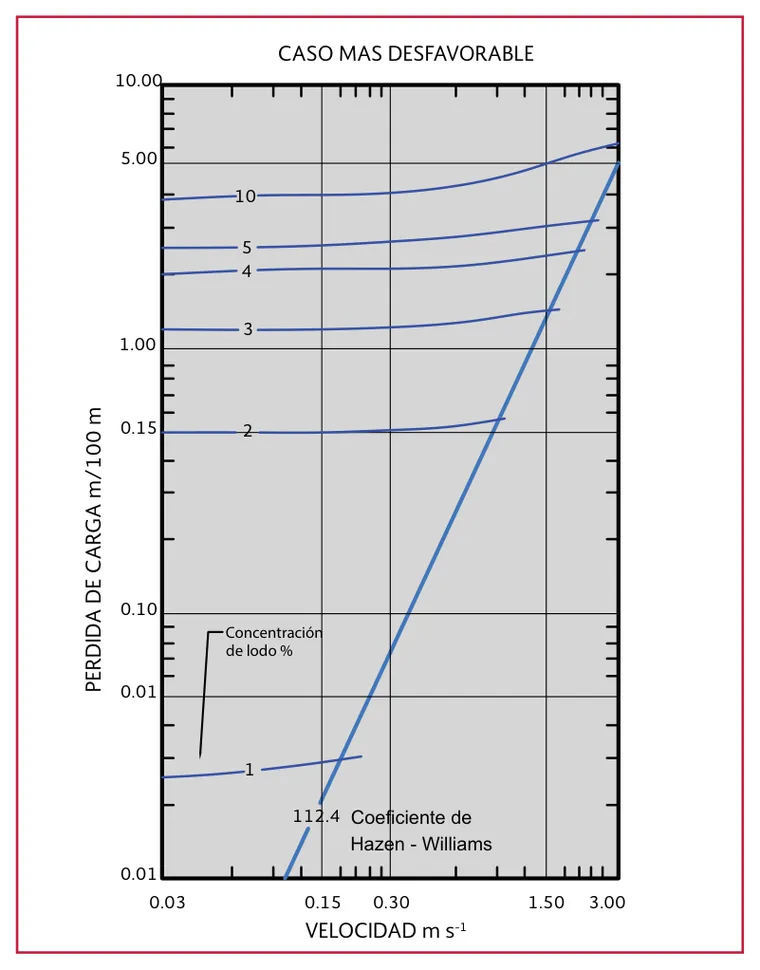 CASO MAS DESFAVORABLE
10.00
5.00
10
5
4
3
1.00
0.15
2
PERDIDA DE CARGA m/100 m
0.10
Concentración
de lodo %
0.01
1
112.4 Coeficiente de
Hazen - Williams
0.01
0.03 0.15 0.30 1.50 3.00
VELOCIDAD m s-1